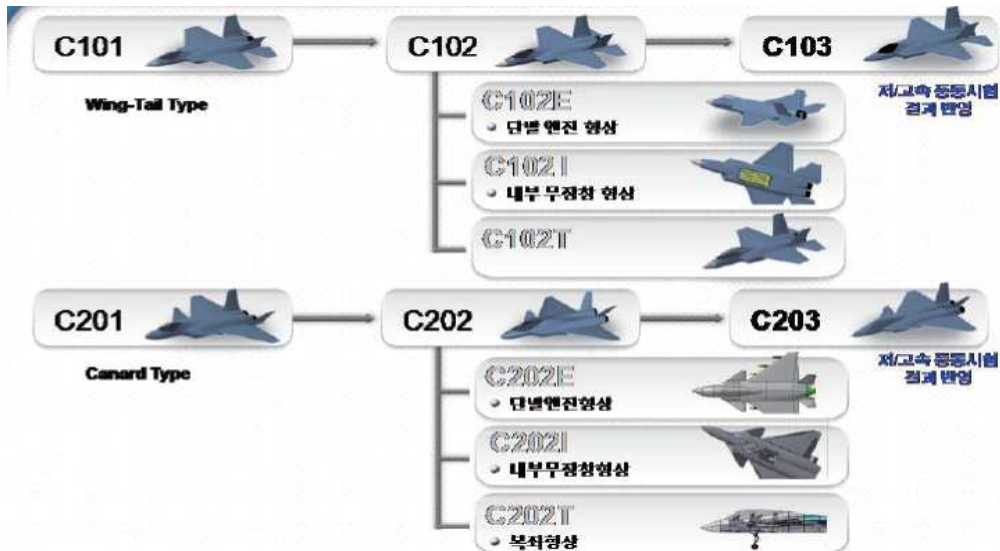 C101
C102
C103
Wing-Tail Type
저/고속 풍동시험
결과 반영
C102E
단발 엔진 형상
C102I
내부 무장창 형상
C102T
C201
C202
C203
Canard Type
저/고속 풍동시험
결과 반영
C202E
단발엔진형상
C202I
내부무장창형상
C202T
복좌형상